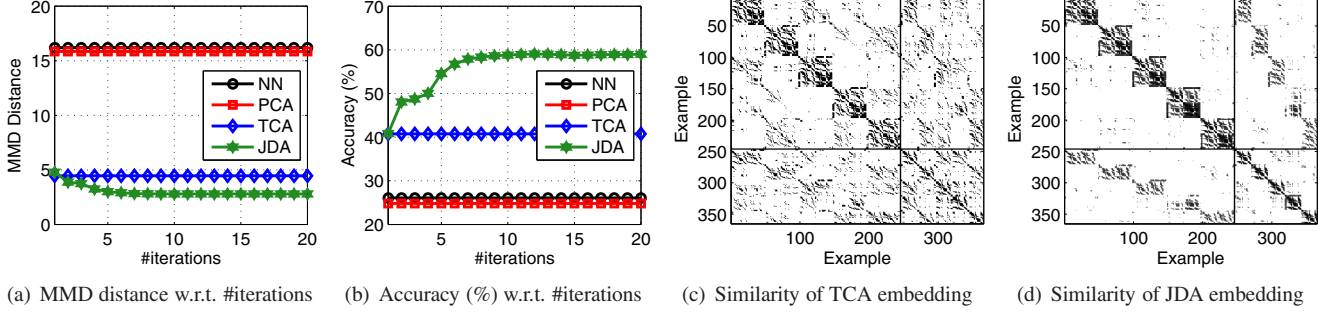 20
15
10
5
0
MMD Distance
5
10
15
20
#iterations
NN
PCA
TCA
JDA
(a) MMD distance w.r.t. #iterations
70
60
50
40
30
20
Accuracy (%)
5
10
15
20
#iterations
NN
PCA
TCA
JDA
(b) Accuracy (%) w.r.t. #iterations
50
100
150
200
250
300
350
Example
100
200
300
Example
(c) Similarity of TCA embedding
50
100
150
200
250
300
350
Example
100
200
300
Example
(d) Similarity of JDA embedding